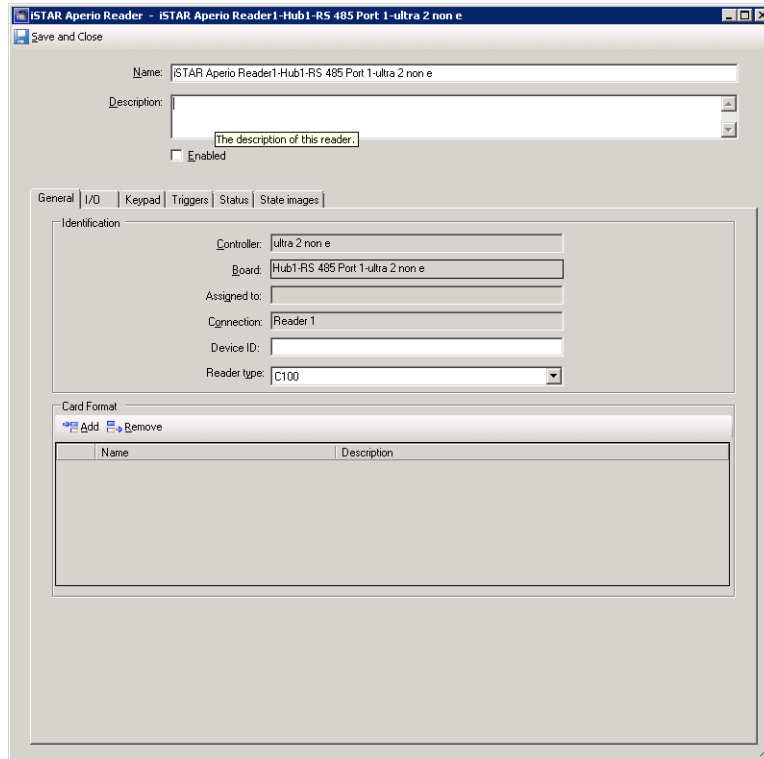 iSTAR Aperio Reader - iSTAR Aperio Reader1-Hub1-RS 485 Port 1-ultra 2 non e
Save and Close
Name: iSTAR Aperio Reader1-Hub1-RS 485 Port 1-ultra 2 non e
Description:
The description of this reader.
Enabled
General I/O Keypad Triggers Status State images
Identification
Controller: ultra 2 non e
Board: Hub1-RS 485 Port 1-ultra 2 non e
Assigned to:
Connection: Reader 1
Device ID:
Reader type: C100
Card Format
Add Remove
Name Description